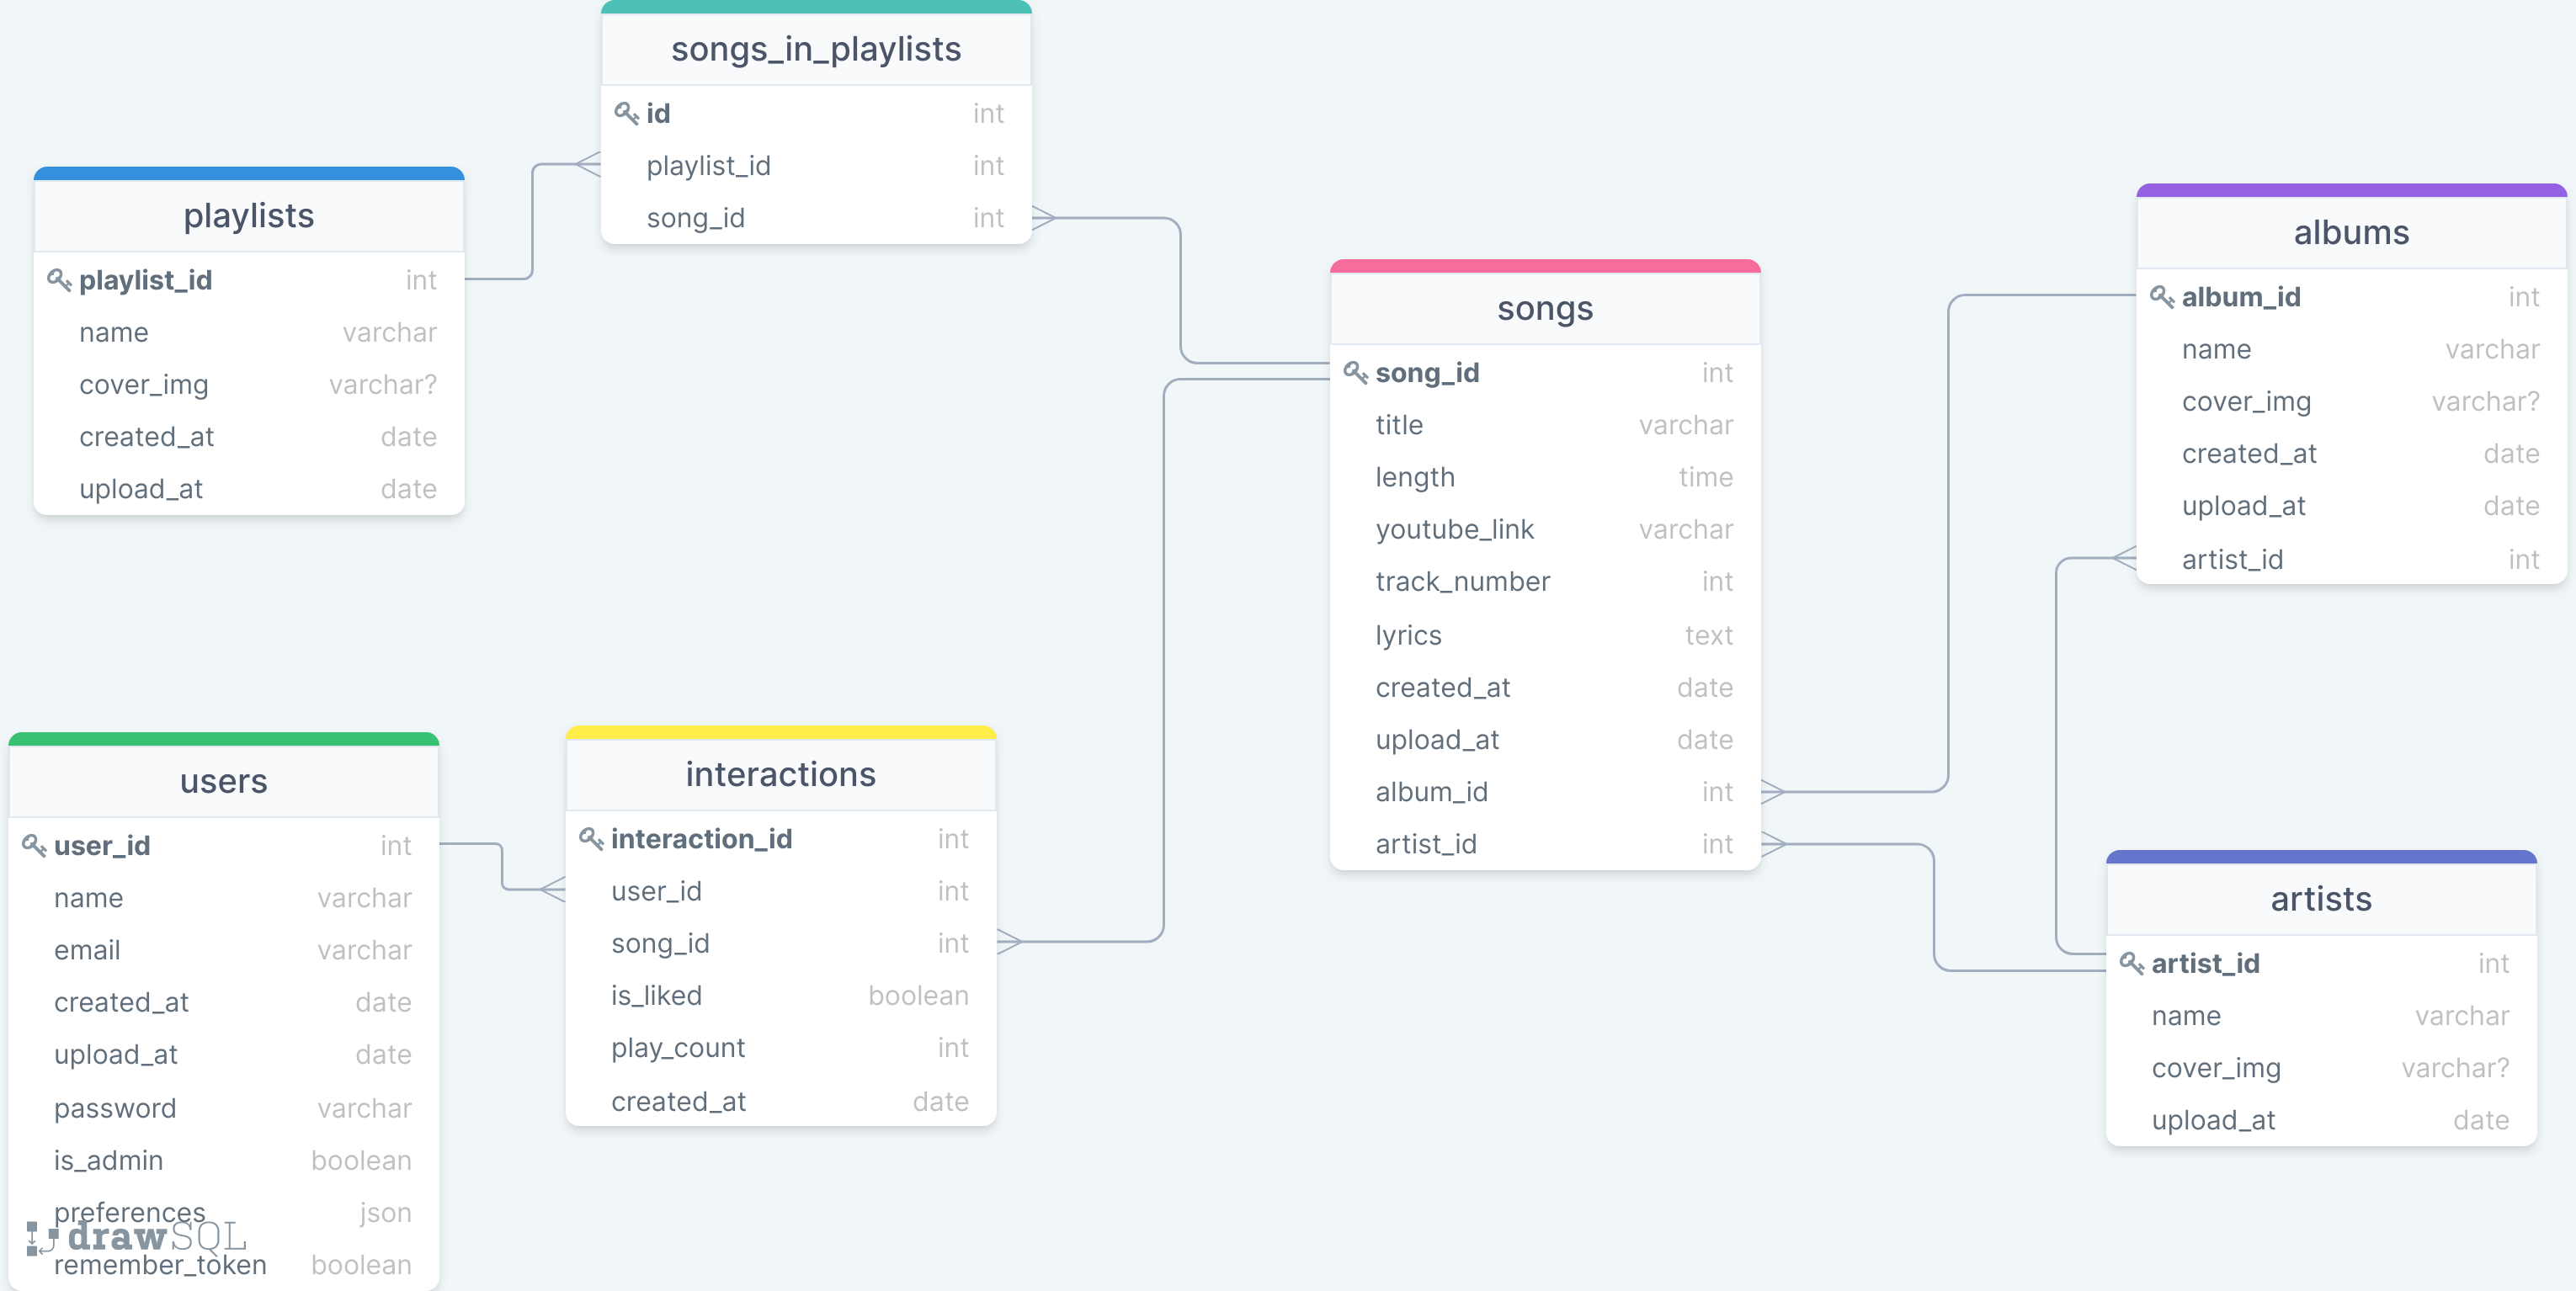 songs_in_playlists
id int
playlist_id int
song_id int
playlists
playlist_id int
name varchar
cover_img varchar?
created_at date
upload_at date
songs
song_id int
title varchar
length time
youtube_link varchar
track_number int
lyrics text
created_at date
upload_at date
album_id int
artist_id int
albums
album_id int
name varchar
cover_img varchar?
created_at date
upload_at date
artist_id int
users
user_id int
name varchar
email varchar
created_at date
upload_at date
password varchar
is_admin boolean
preferences json
drawSQL
remember_token boolean
interactions
interaction_id int
user_id int
song_id int
is_liked boolean
play_count int
created_at date
artists
artist_id int
name varchar
cover_img varchar?
upload_at date